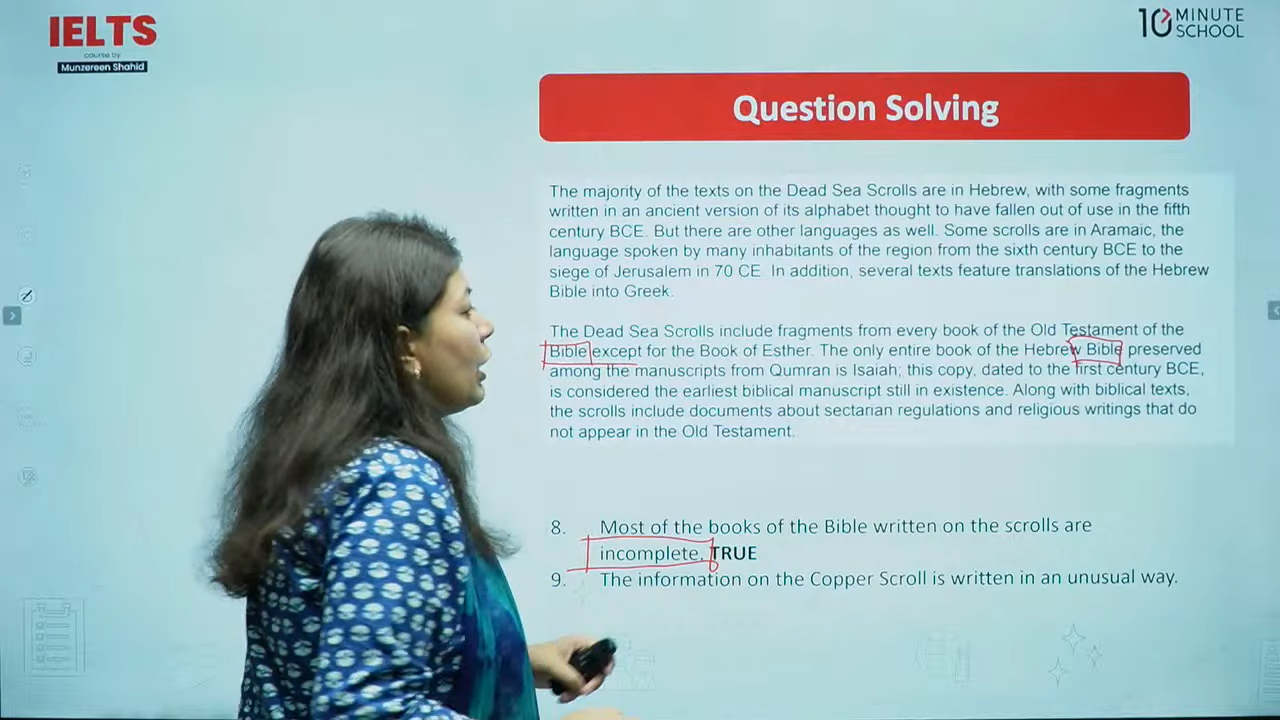 IELTS
course by
Munzereen Shahid
10 MINUTE
SCHOOL
Question Solving
The majority of the texts on the Dead Sea Scrolls are in Hebrew, with some fragments
written in an ancient version of its alphabet thought to have fallen out of use in the fifth
century BCE. But there are other languages as well. Some scrolls are in Aramaic, the
language spoken by many inhabitants of the region from the sixth century BCE to the
siege of Jerusalem in 70 CE. In addition, several texts feature translations of the Hebrew
Bible into Greek.
The Dead Sea Scrolls include fragments from every book of the Old Testament of the
Bible except for the Book of Esther. The only entire book of the Hebrew Bible preserved
among the manuscripts from Qumran is Isaiah; this copy, dated to the first century BCE,
is considered the earliest biblical manuscript still in existence. Along with biblical texts,
the scrolls include documents about sectarian regulations and religious writings that do
not appear in the Old Testament.
8. Most of the books of the Bible written on the scrolls are
incomplete. TRUE
9. The information on the Copper Scroll is written in an unusual way.